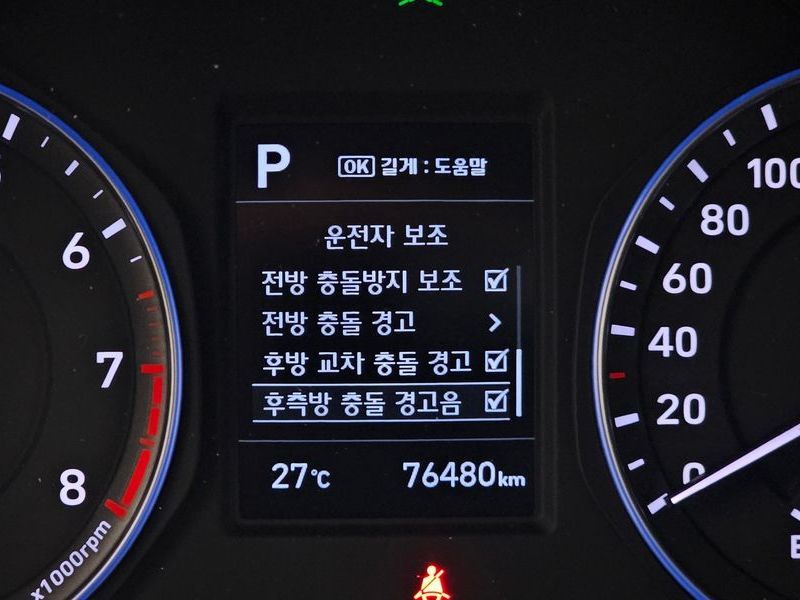 P OK 길게 : 도움말
운전자 보조
전방 충돌방지 보조
전방 충돌 경고
후방 교차 충돌 경고
후측방 충돌 경고음
27°C 76480km
6
7
8
x1000rpm
100
80
60
40
20
0